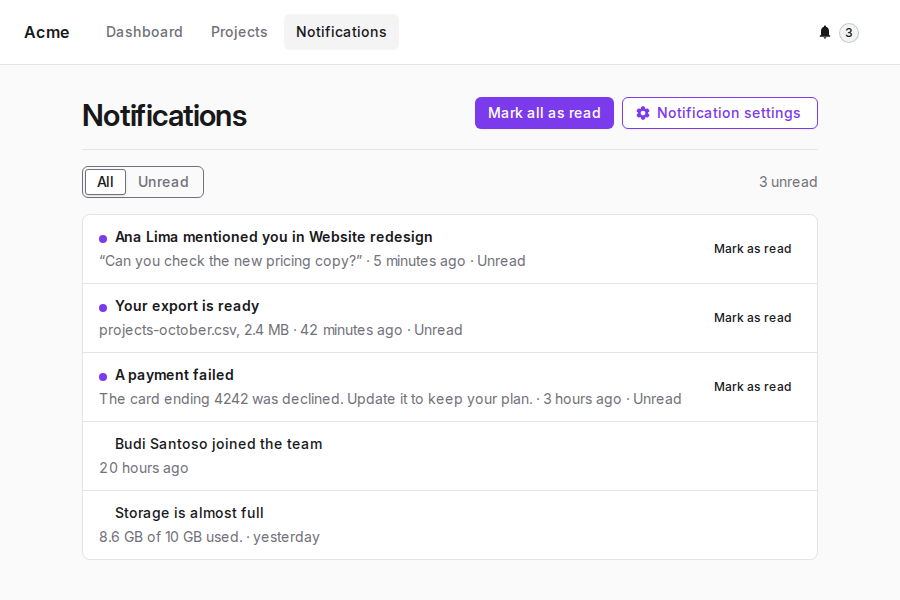 Acme Dashboard Projects Notifications 3
Notifications Mark all as read Notification settings
All Unread 3 unread
Ana Lima mentioned you in Website redesign
“Can you check the new pricing copy?” · 5 minutes ago · Unread
Mark as read
Your export is ready
projects-october.csv, 2.4 MB · 42 minutes ago · Unread
Mark as read
A payment failed
The card ending 4242 was declined. Update it to keep your plan. · 3 hours ago · Unread
Mark as read
Budi Santoso joined the team
20 hours ago
Storage is almost full
8.6 GB of 10 GB used. · yesterday